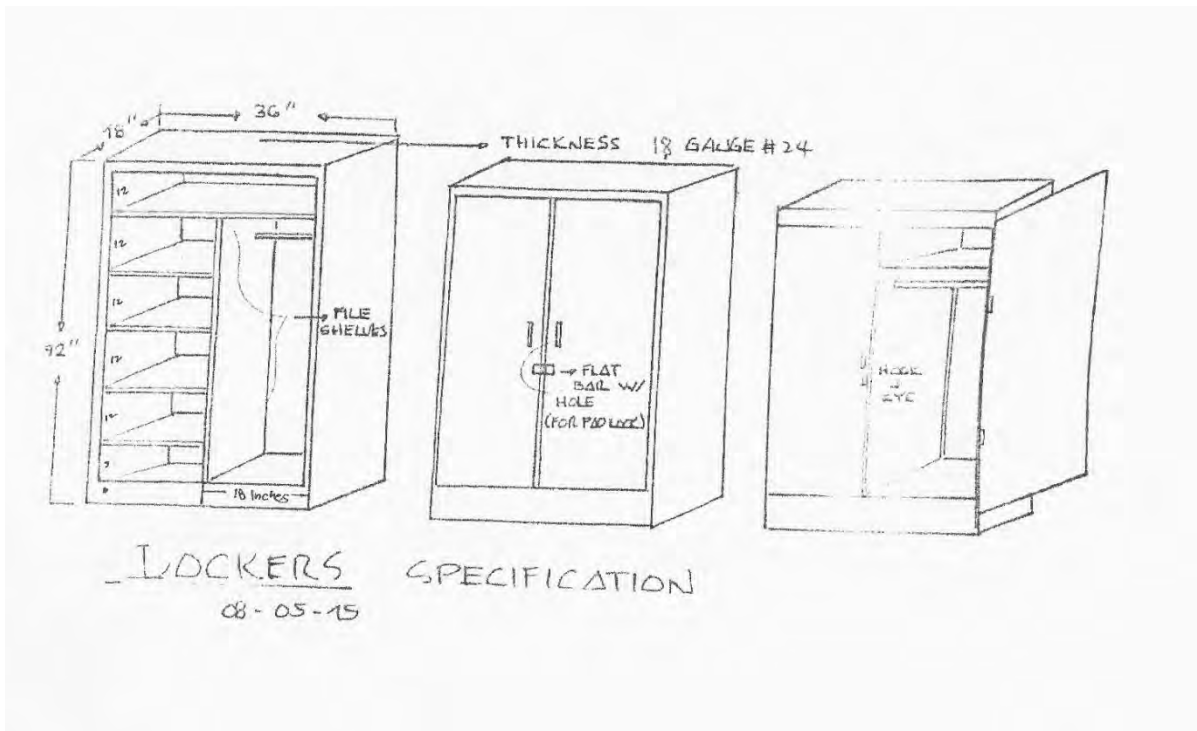 36"
18"
THICKNESS 18 GAUGE # 24
12
12
12
12
12
92"
FILE
SHELVES
FLAT
BAR W/
HOLE
(FOR PAD LOCK)
HOOK
EYE
18 Inches
LOCKERS SPECIFICATION
08-05-15